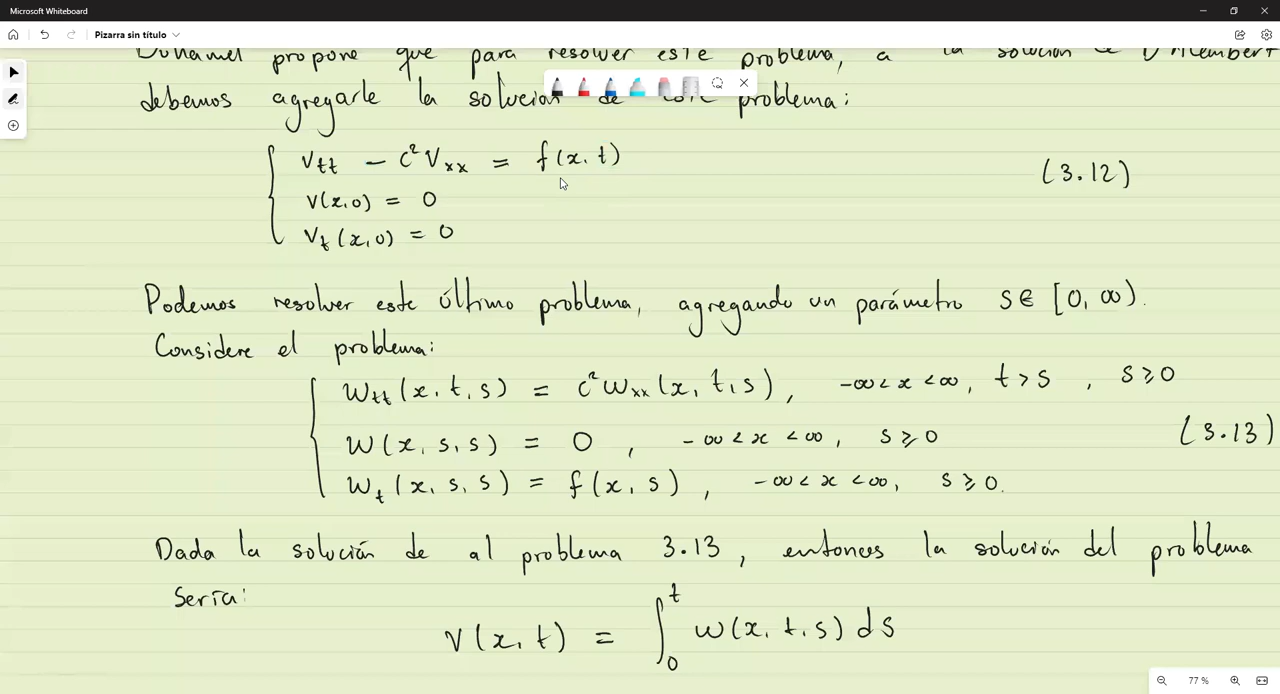 Microsoft Whiteboard
Pizarra sin título
Duhamel propone que para resolver este problema, a la solución de D'Alembert
debemos agregarle la solución de este problema:
V_tt - c²V_xx = f(x,t)
V(x,0) = 0
V_t(x,0) = 0
(3.12)
Podemos resolver este último problema, agregando un parámetro s∈[0,∞).
Considere el problema:
W_tt(x,t,s) = c²W_xx(x,t,s), -∞<x<∞, t>s, s≥0
W(x,s,s) = 0, -∞<x<∞, s≥0
(3.13)
W_t(x,s,s) = f(x,s), -∞<x<∞, s≥0.
Dada la solución de al problema 3.13, entonces la solución del problema
sería:
V(x,t) = ∫₀ᵗ W(x,t,s) ds
77 %